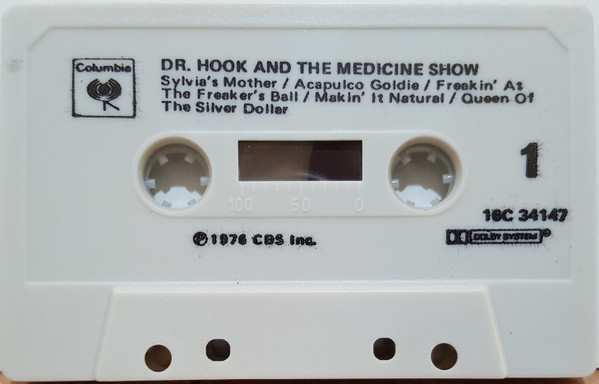 Columbia
DR. HOOK AND THE MEDICINE SHOW
Sylvia's Mother / Acapulco Goldie / Freakin' At
The Freaker's Ball / Makin' It Natural / Queen Of
The Silver Dollar
1
100 50 0
16C 34147
℗ 1976 CBS Inc.
DOLBY SYSTEM®